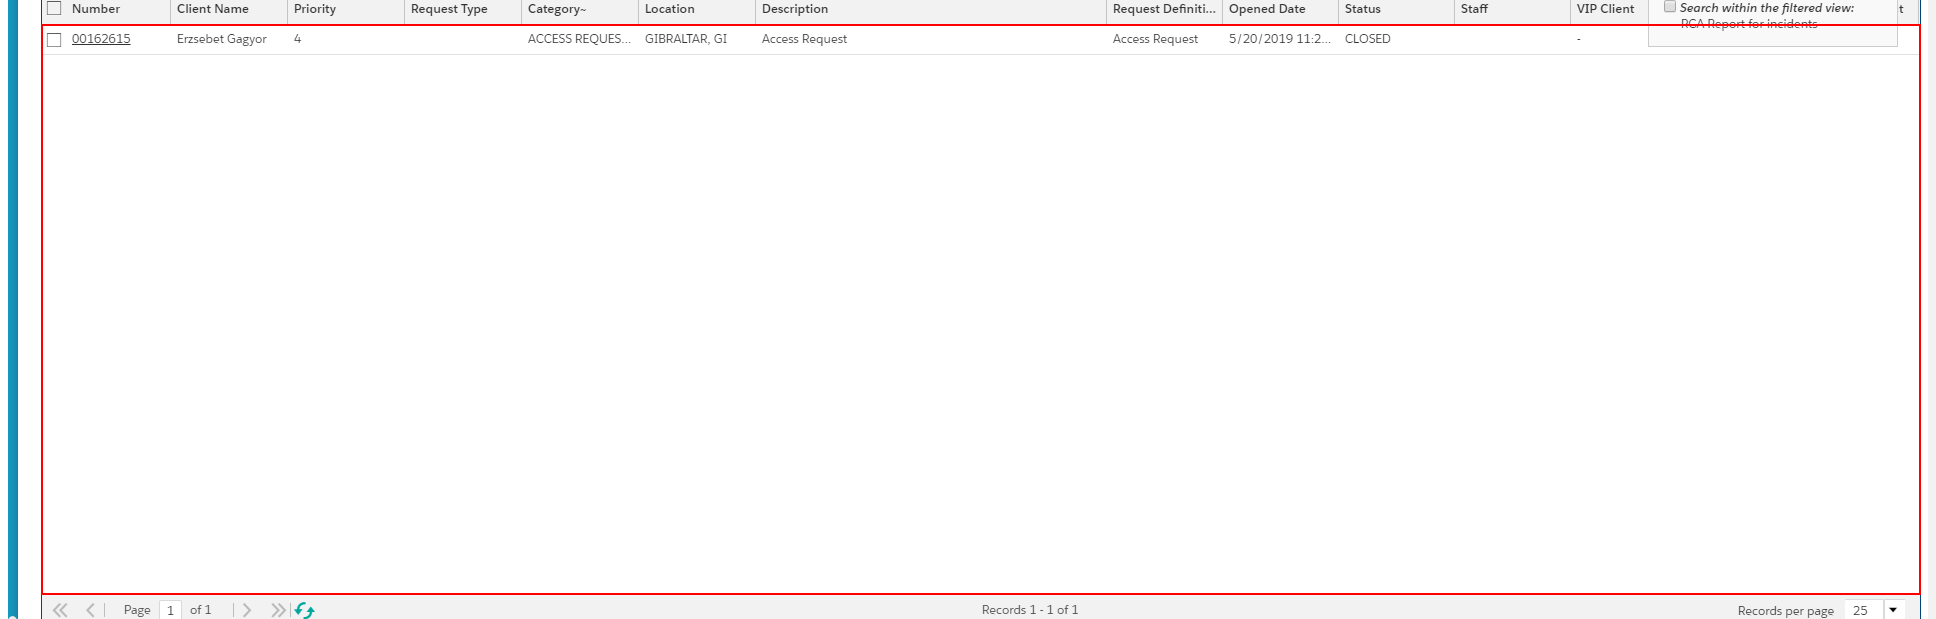 Number Client Name Priority Request Type Category~ Location Description Request Definiti... Opened Date Status Staff VIP Client Search within the filtered view: t
RCA Report for incidents
00162615 Erzsebet Gagyor 4 ACCESS REQUES... GIBRALTAR, GI Access Request Access Request 5/20/2019 11:2... CLOSED -
Page 1 of 1 Records 1 - 1 of 1 Records per page 25